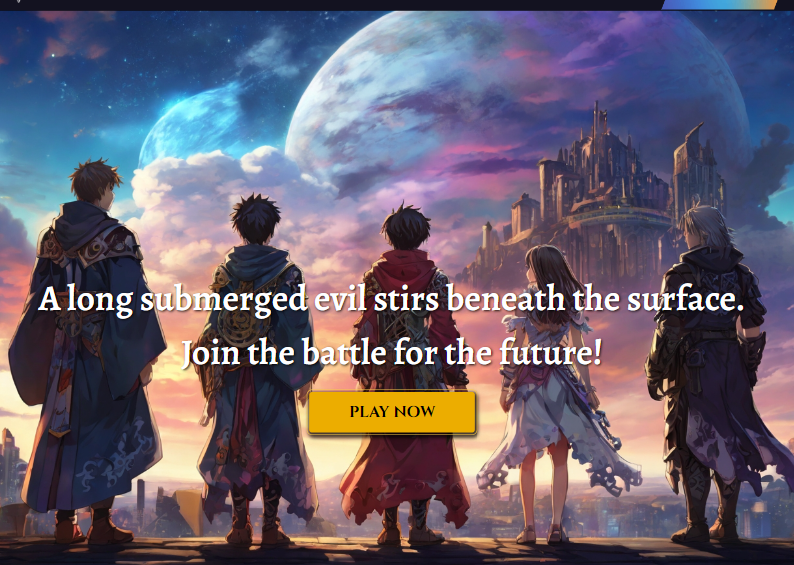 A long submerged evil stirs beneath the surface.
Join the battle for the future!
PLAY NOW